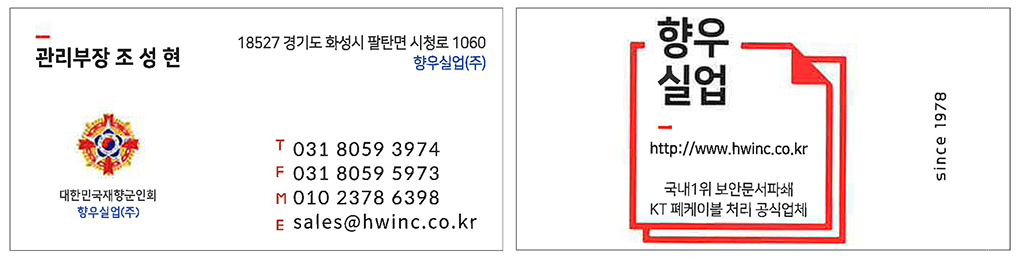 관리부장 조 성 현
18527 경기도 화성시 팔탄면 시청로 1060
향우실업(주)
대한민국재향군인회
향우실업(주)
T 031 8059 3974
F 031 8059 5973
M 010 2378 6398
E sales@hwinc.co.kr
향우
실업
http://www.hwinc.co.kr
국내1위 보안문서파쇄
KT 폐케이블 처리 공식업체
since 1978